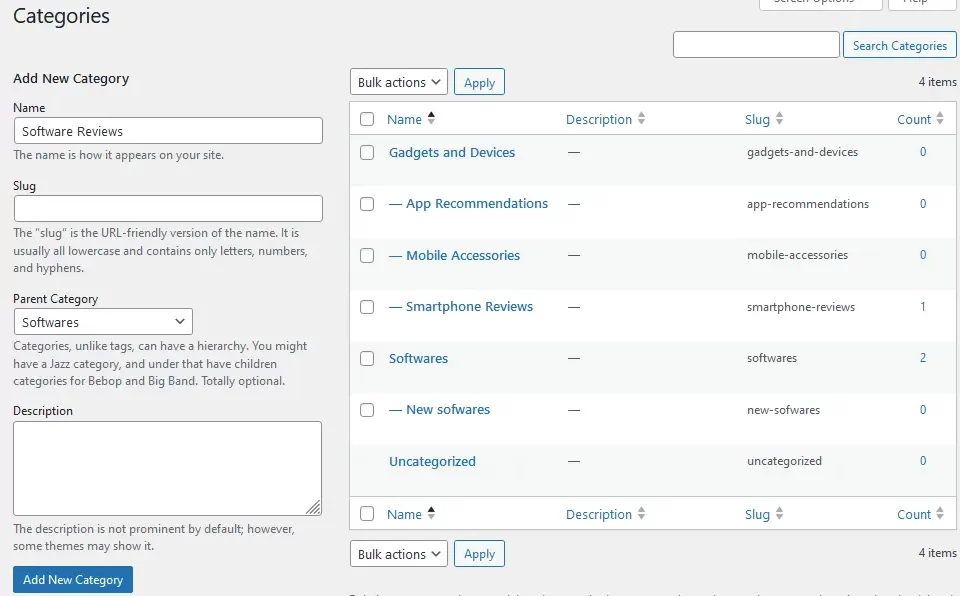 Categories
Screen Options
Help
Search Categories
Add New Category
Name
Software Reviews
The name is how it appears on your site.
Slug
The “slug” is the URL-friendly version of the name. It is
usually all lowercase and contains only letters, numbers,
and hyphens.
Parent Category
Softwares
Categories, unlike tags, can have a hierarchy. You might
have a Jazz category, and under that have children
categories for Bebop and Big Band. Totally optional.
Description
The description is not prominent by default; however,
some themes may show it.
Add New Category
Bulk actions Apply 4 items
Name Description Slug Count
Gadgets and Devices — gadgets-and-devices 0
— App Recommendations — app-recommendations 0
— Mobile Accessories — mobile-accessories 0
— Smartphone Reviews — smartphone-reviews 1
Softwares — softwares 2
— New sofwares — new-sofwares 0
Uncategorized — uncategorized 0
Name Description Slug Count
Bulk actions Apply 4 items